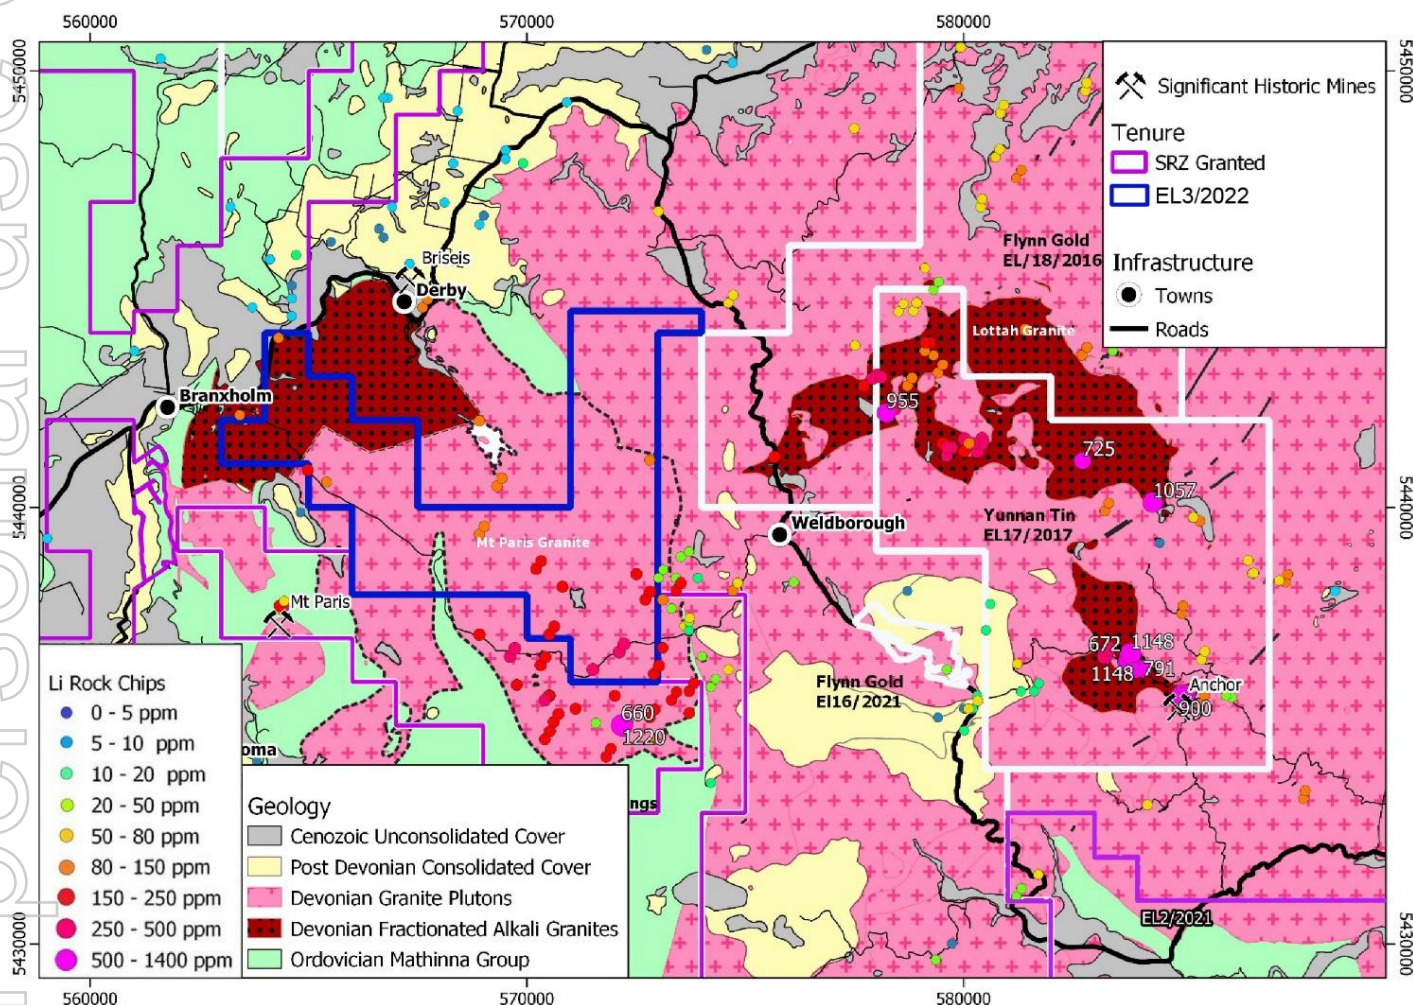 560000
570000
580000
5450000
5450000
Significant Historic Mines
Tenure
SRZ Granted
EL3/2022
Infrastructure
Towns
Roads
Flynn Gold
EL/18/2016
Briseis
Derby
Lottah Granite
Branxholm
955
725
1057
5440000
5440000
Weldborough
Yunnan Tin
EL17/2017
Mt Paris Granite
Mt Paris
672
1148
1148
791
Anchor
900
Flynn Gold
El16/2021
660
1220
Li Rock Chips
0 - 5 ppm
5 - 10 ppm
10 - 20 ppm
20 - 50 ppm
50 - 80 ppm
80 - 150 ppm
150 - 250 ppm
250 - 500 ppm
500 - 1400 ppm
oma
ngs
Geology
Cenozoic Unconsolidated Cover
Post Devonian Consolidated Cover
Devonian Granite Plutons
Devonian Fractionated Alkali Granites
Ordovician Mathinna Group
EL2/2021
5430000
5430000
560000
570000
580000